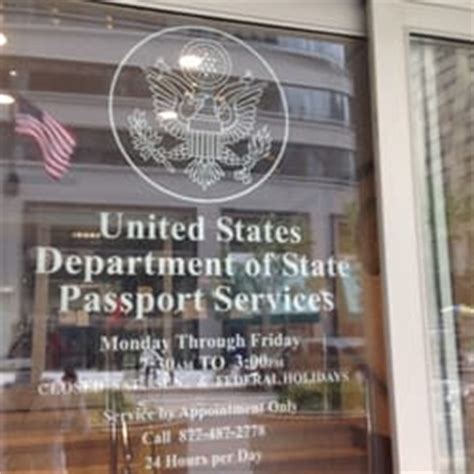 United States
Department of State
Passport Services
Monday Through Friday
7:30AM TO 3:00PM
CLOSED & FEDERAL HOLIDAYS
Service by Appointment Only
Call 877-487-2778
24 Hours per Day